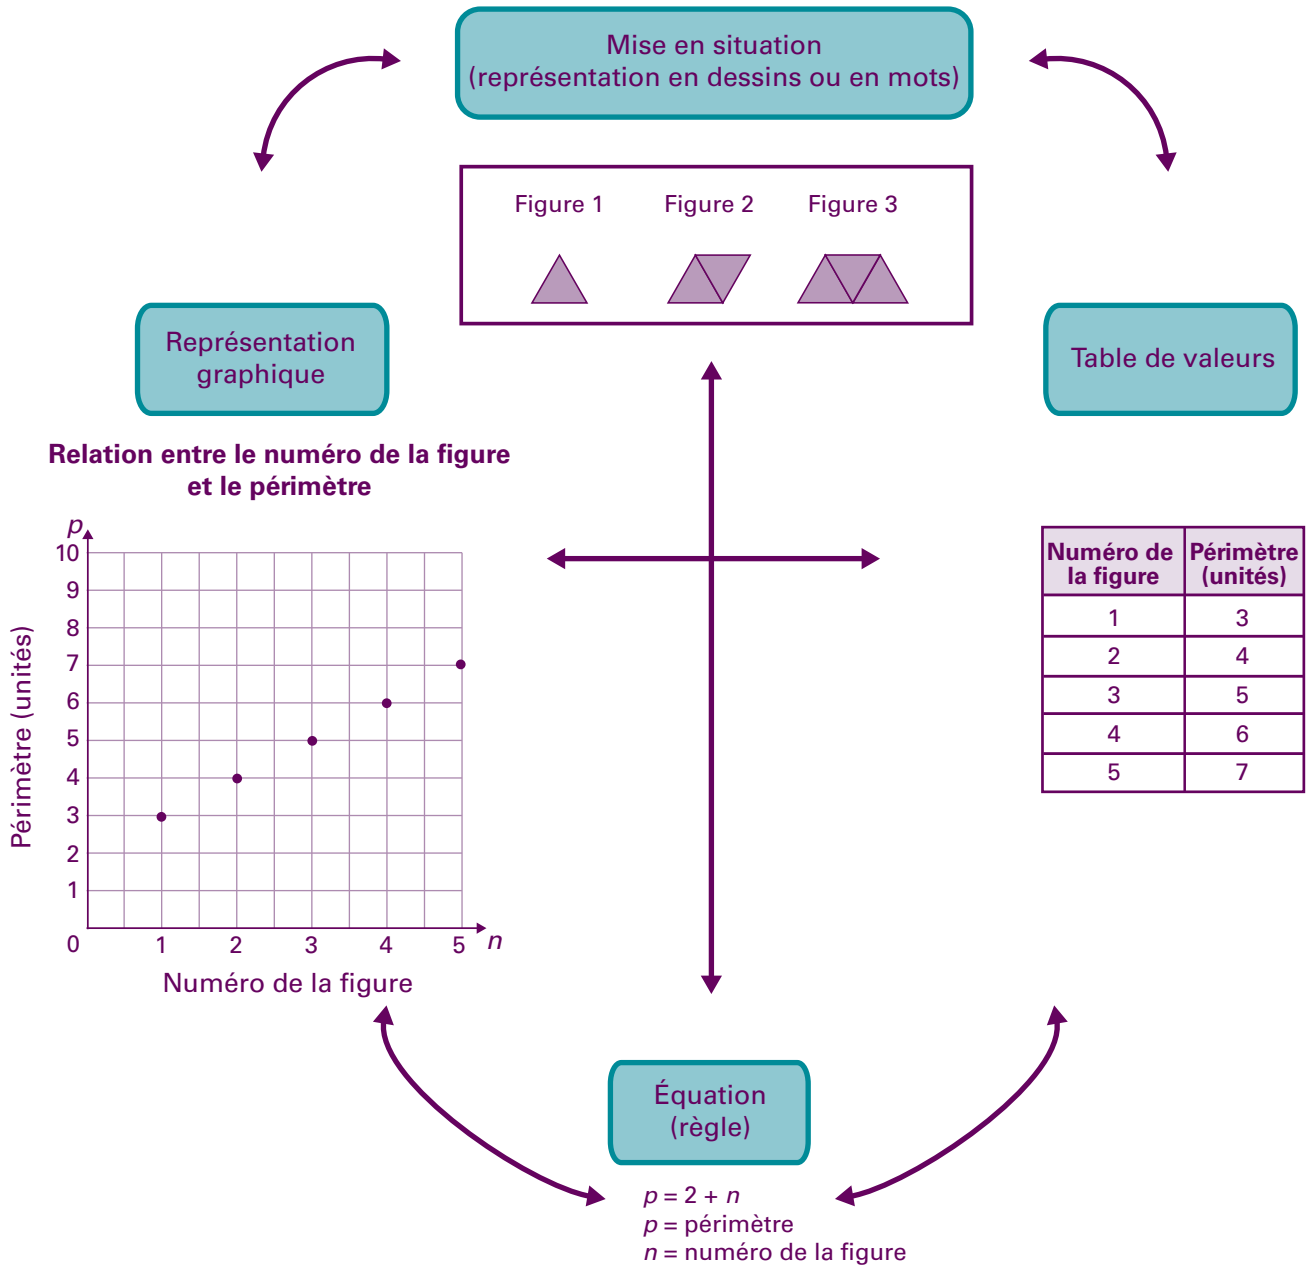 Mise en situation
(représentation en dessins ou en mots)
Figure 1
Figure 2
Figure 3
Représentation
graphique
Table de valeurs
Relation entre le numéro de la figure
et le périmètre
p
10
9
8
7
6
5
4
3
2
1
0
1
2
3
4
5
n
Périmètre (unités)
Numéro de la figure
Numéro de
la figure
Périmètre
(unités)
1 3
2 4
3 5
4 6
5 7
Équation
(règle)
p = 2 + n
p = périmètre
n = numéro de la figure